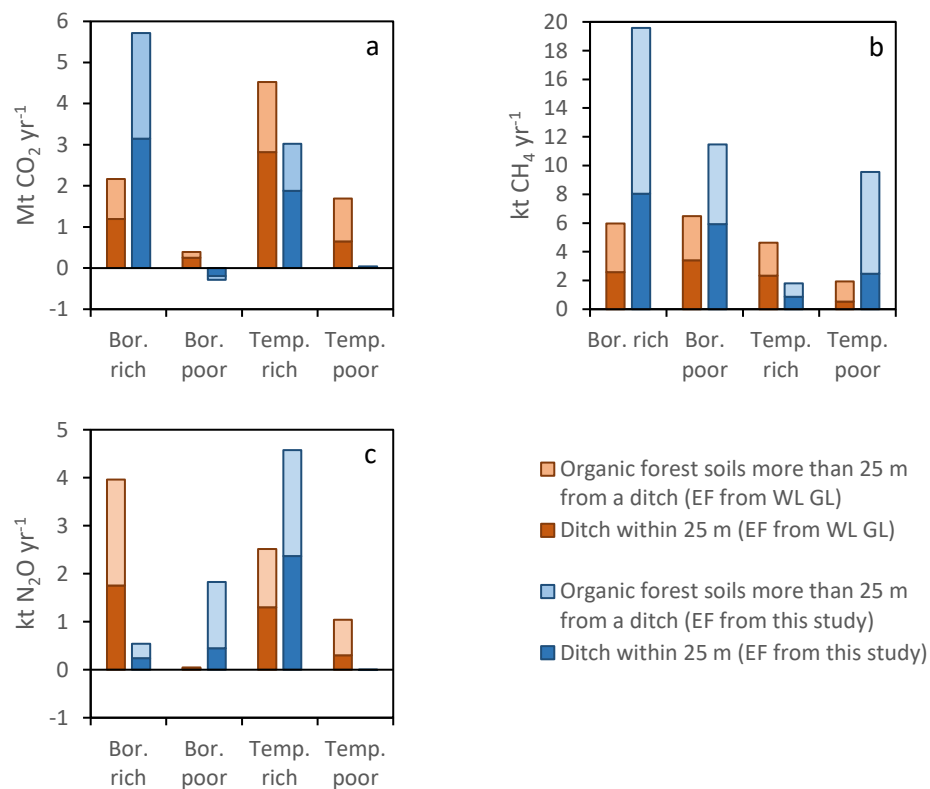 6
5
4
3
2
1
0
-1
Mt CO₂ yr⁻¹
a
Bor. rich
Bor. poor
Temp. rich
Temp. poor
20
18
16
14
12
10
8
6
4
2
0
kt CH₄ yr⁻¹
b
Bor. rich
Bor. poor
Temp. rich
Temp. poor
5
4
3
2
1
0
-1
kt N₂O yr⁻¹
c
Bor. rich
Bor. poor
Temp. rich
Temp. poor
Organic forest soils more than 25 m
from a ditch (EF from WL GL)
Ditch within 25 m (EF from WL GL)
Organic forest soils more than 25 m
from a ditch (EF from this study)
Ditch within 25 m (EF from this study)